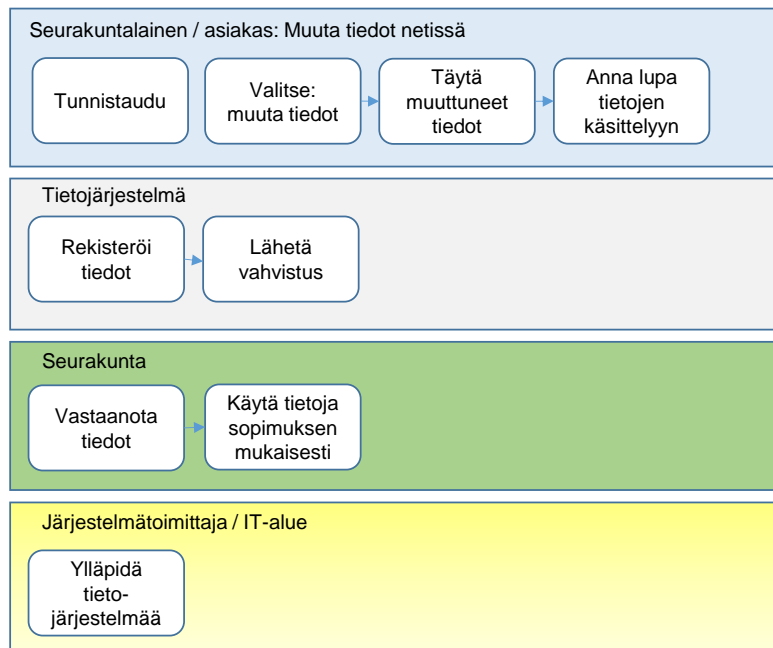 Seurakuntalainen / asiakas: Muuta tiedot netissä
Tunnistaudu
Valitse:
muuta tiedot
Täytä
muuttuneet
tiedot
Anna lupa
tietojen
käsittelyyn
Tietojärjestelmä
Rekisteröi
tiedot
Lähetä
vahvistus
Seurakunta
Vastaanota
tiedot
Käytä tietoja
sopimuksen
mukaisesti
Järjestelmätoimittaja / IT-alue
Ylläpidä
tieto-
järjestelmää